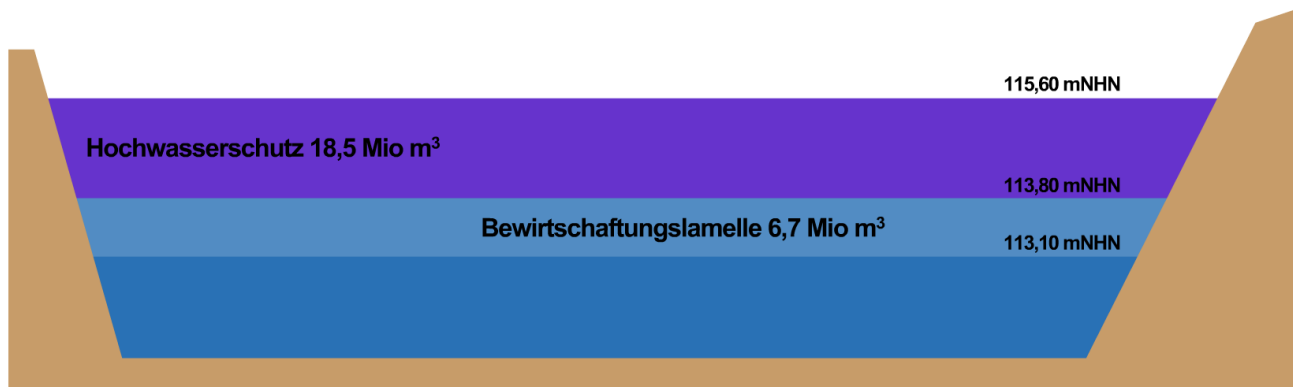 115,60 mNHN
Hochwasserschutz 18,5 Mio m³
113,80 mNHN
Bewirtschaftungslamelle 6,7 Mio m³
113,10 mNHN